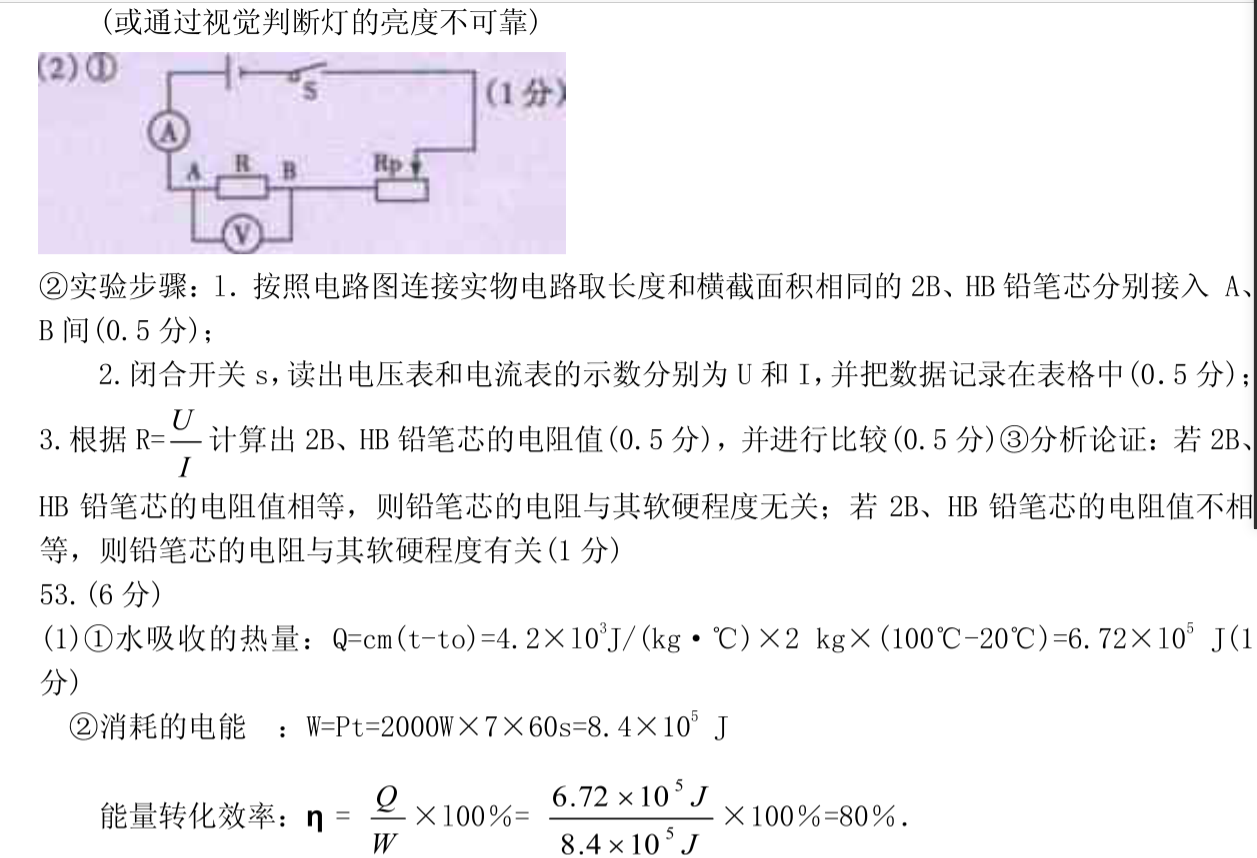 (或通过视觉判断灯的亮度不可靠)
(2)①
S
(1分)
A
A R B Rp
V
②实验步骤：1. 按照电路图连接实物电路取长度和横截面积相同的 2B、HB 铅笔芯分别接入 A、
B 间(0.5 分)；
2.闭合开关 s,读出电压表和电流表的示数分别为 U 和 I,并把数据记录在表格中(0.5 分)；
3.根据 R=U/I 计算出 2B、HB 铅笔芯的电阻值(0.5 分)，并进行比较(0.5 分)③分析论证：若 2B、
HB 铅笔芯的电阻值相等，则铅笔芯的电阻与其软硬程度无关；若 2B、HB 铅笔芯的电阻值不相
等，则铅笔芯的电阻与其软硬程度有关(1 分)
53.(6 分)
(1)①水吸收的热量：Q=cm(t-to)=4.2×10³J/(kg·℃)×2 kg×(100℃-20℃)=6.72×10⁵ J(1
分)
②消耗的电能 ：W=Pt=2000W×7×60s=8.4×10⁵ J
能量转化效率：η = Q/W ×100%= 6.72×10⁵J/8.4×10⁵J ×100%=80%.